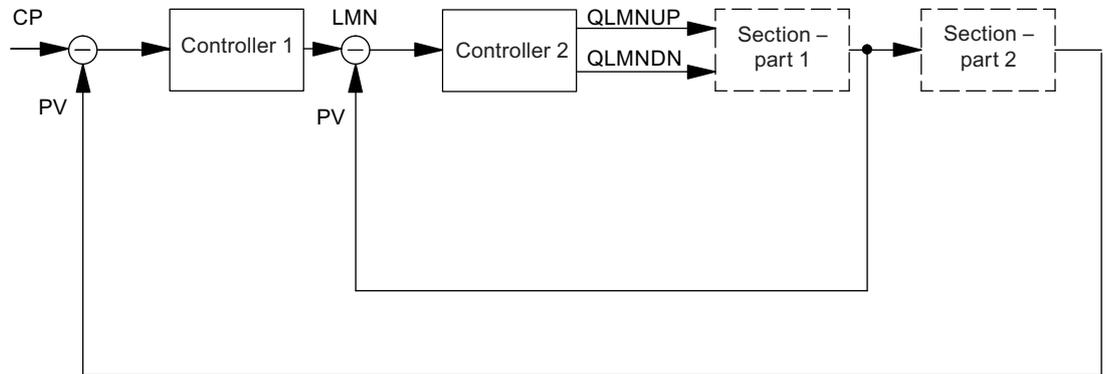 CP
LMN
QLMNUP
Controller 1
Controller 2
Section –
part 1
Section –
part 2
QLMNDN
PV
PV